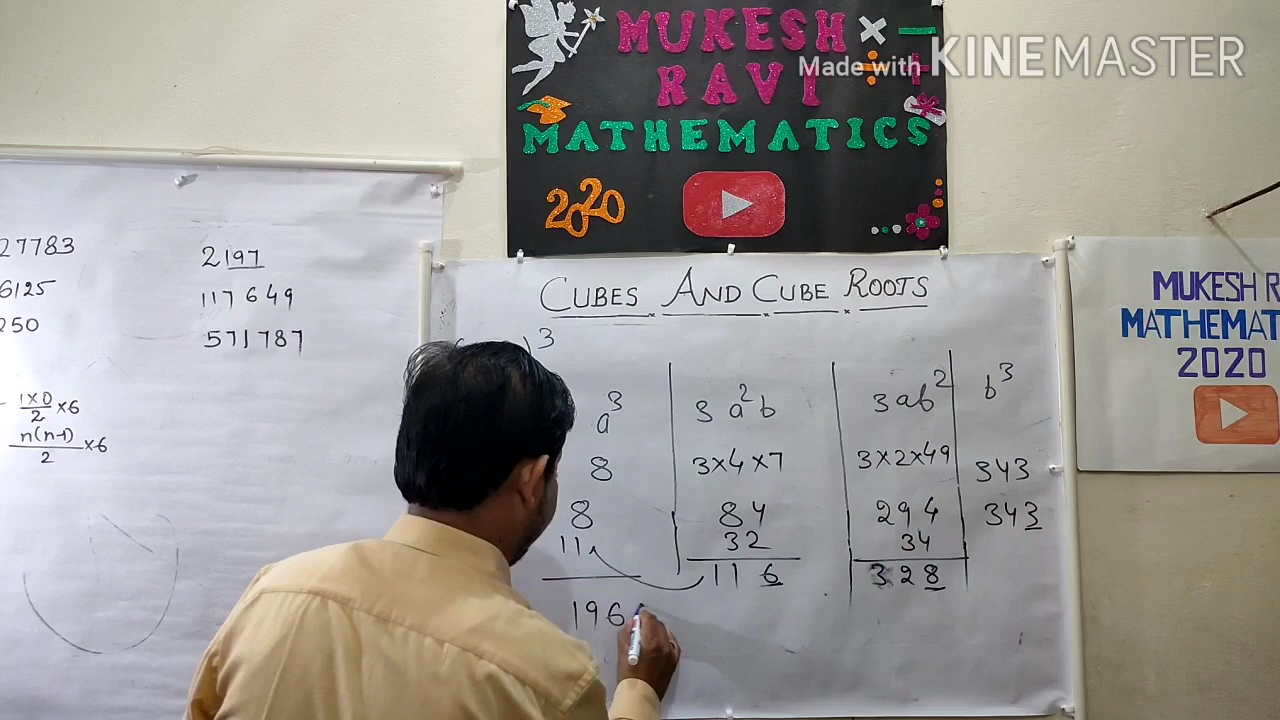 MUKESH
RAVI
MATHEMATICS
2020
Made with KINEMASTER
27783
6125
250
1×0/2 ×6
n(n-1)/2 ×6
2197
117649
571787
CUBES AND CUBE ROOTS
)³
a³ | 3a²b | 3ab² | b³
8 | 3×4×7 | 3×2×49 | 343
8 | 84 | 294 | 343
11 | 32 | 34
116 | 328
196
MUKESH R
MATHEMAT
2020